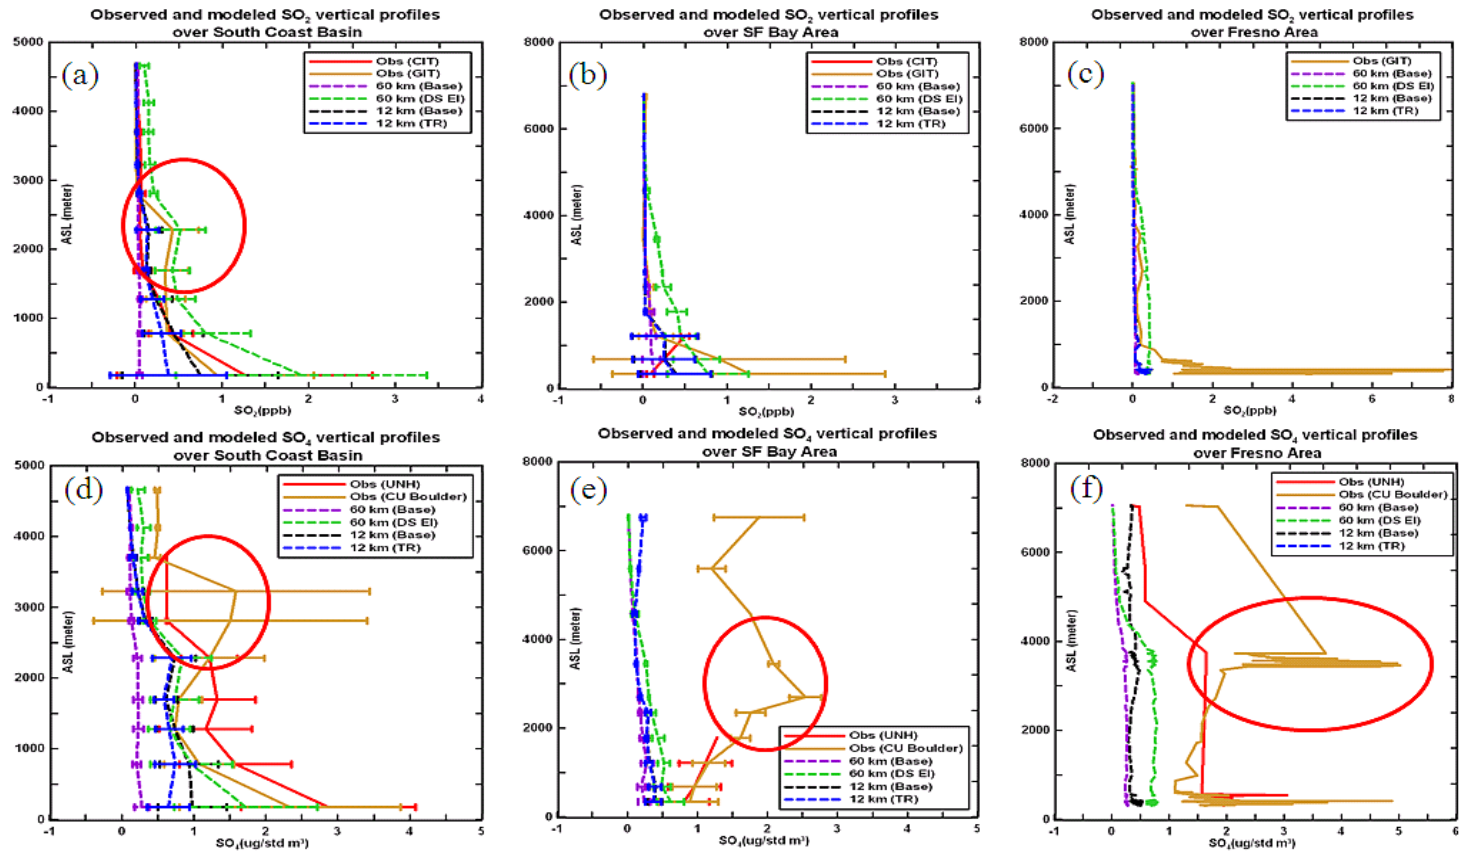 Observed and modeled SO₂ vertical profiles
over South Coast Basin
(a)
Obs (CIT)
Obs (GIT)
60 km (Base)
60 km (DS EI)
12 km (Base)
12 km (TR)
5000
4000
3000
2000
1000
0
ASL (meter)
-1 0 1 2 3 4
SO₂(ppb)
Observed and modeled SO₂ vertical profiles
over SF Bay Area
(b)
Obs (CIT)
Obs (GIT)
60 km (Base)
60 km (DS EI)
12 km (Base)
12 km (TR)
8000
6000
4000
2000
0
ASL (meter)
-1 0 1 2 3 4
SO₂(ppb)
Observed and modeled SO₂ vertical profiles
over Fresno Area
(c)
Obs (GIT)
60 km (Base)
60 km (DS EI)
12 km (Base)
12 km (TR)
8000
6000
4000
2000
0
ASL (meter)
-2 0 2 4 6 8
SO₂(ppb)
Observed and modeled SO₄ vertical profiles
over South Coast Basin
(d)
Obs (UNH)
Obs (CU Boulder)
60 km (Base)
60 km (DS EI)
12 km (Base)
12 km (TR)
5000
4000
3000
2000
1000
0
ASL (meter)
-1 0 1 2 3 4 5
SO₄(ug/std m³)
Observed and modeled SO₄ vertical profiles
over SF Bay Area
(e)
Obs (UNH)
Obs (CU Boulder)
60 km (Base)
60 km (DS EI)
12 km (Base)
12 km (TR)
8000
6000
4000
2000
0
ASL (meter)
-1 0 1 2 3 4 5
SO₄(ug/std m³)
Observed and modeled SO₄ vertical profiles
over Fresno Area
(f)
Obs (UNH)
Obs (CU Boulder)
60 km (Base)
60 km (DS EI)
12 km (Base)
12 km (TR)
8000
6000
4000
2000
0
ASL (meter)
-1 0 1 2 3 4 5 6
SO₄(ug/std m³)